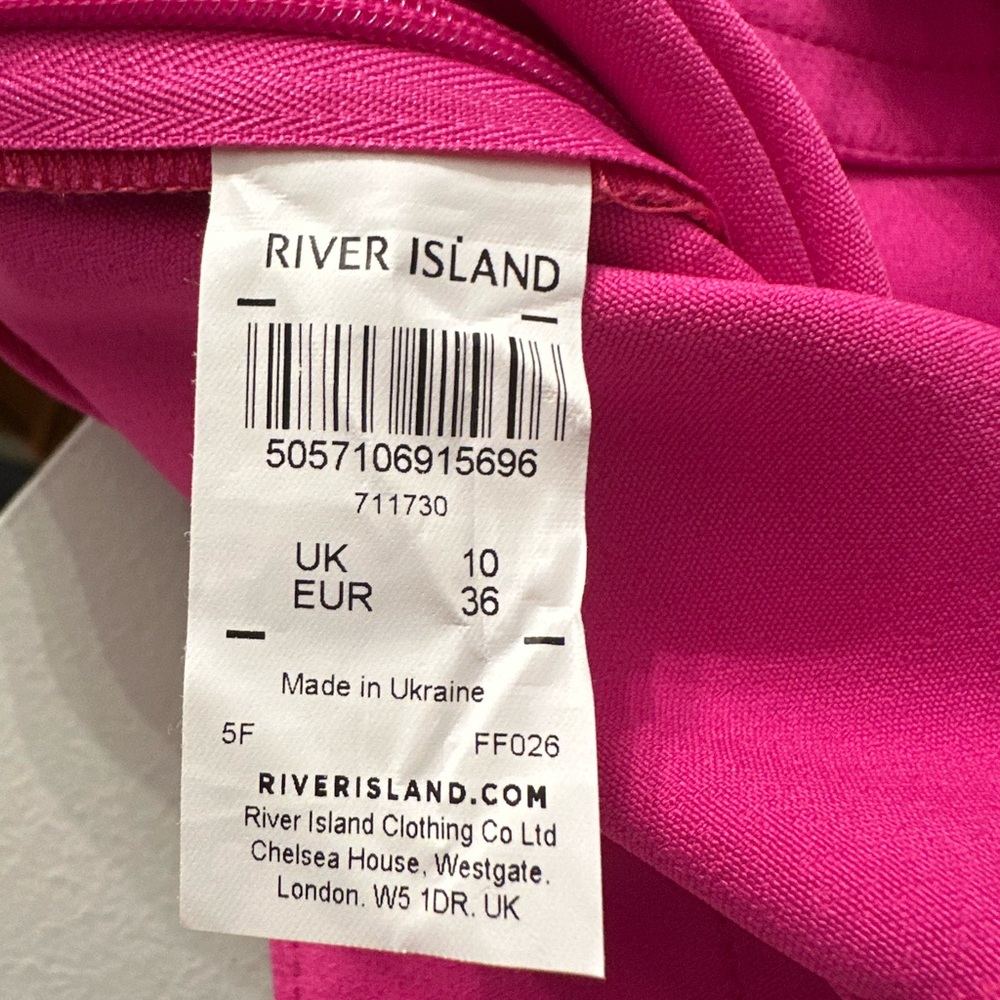 RIVER ISLAND
5057106915696
711730
UK 10
EUR 36
Made in Ukraine
5F FF026
RIVERISLAND.COM
River Island Clothing Co Ltd
Chelsea House, Westgate.
London. W5 1DR. UK